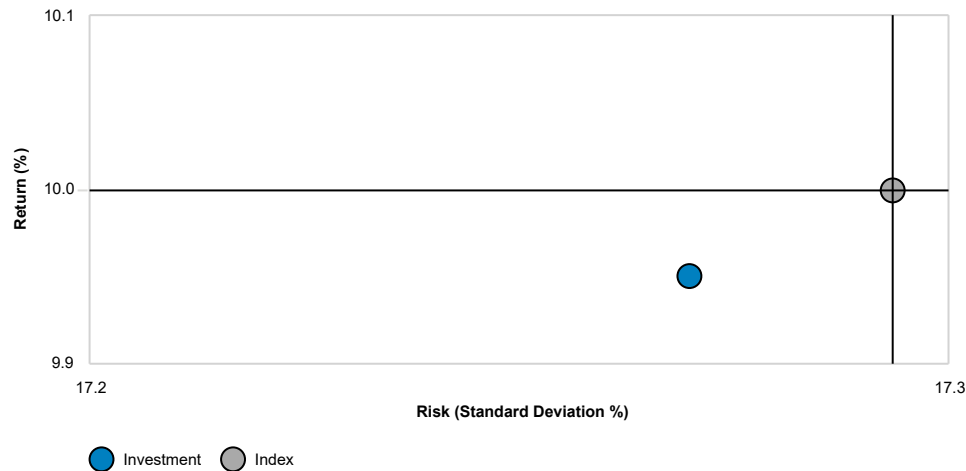 10.1
Return (%)
10.0
9.9
17.2
17.3
Risk (Standard Deviation %)
Investment
Index